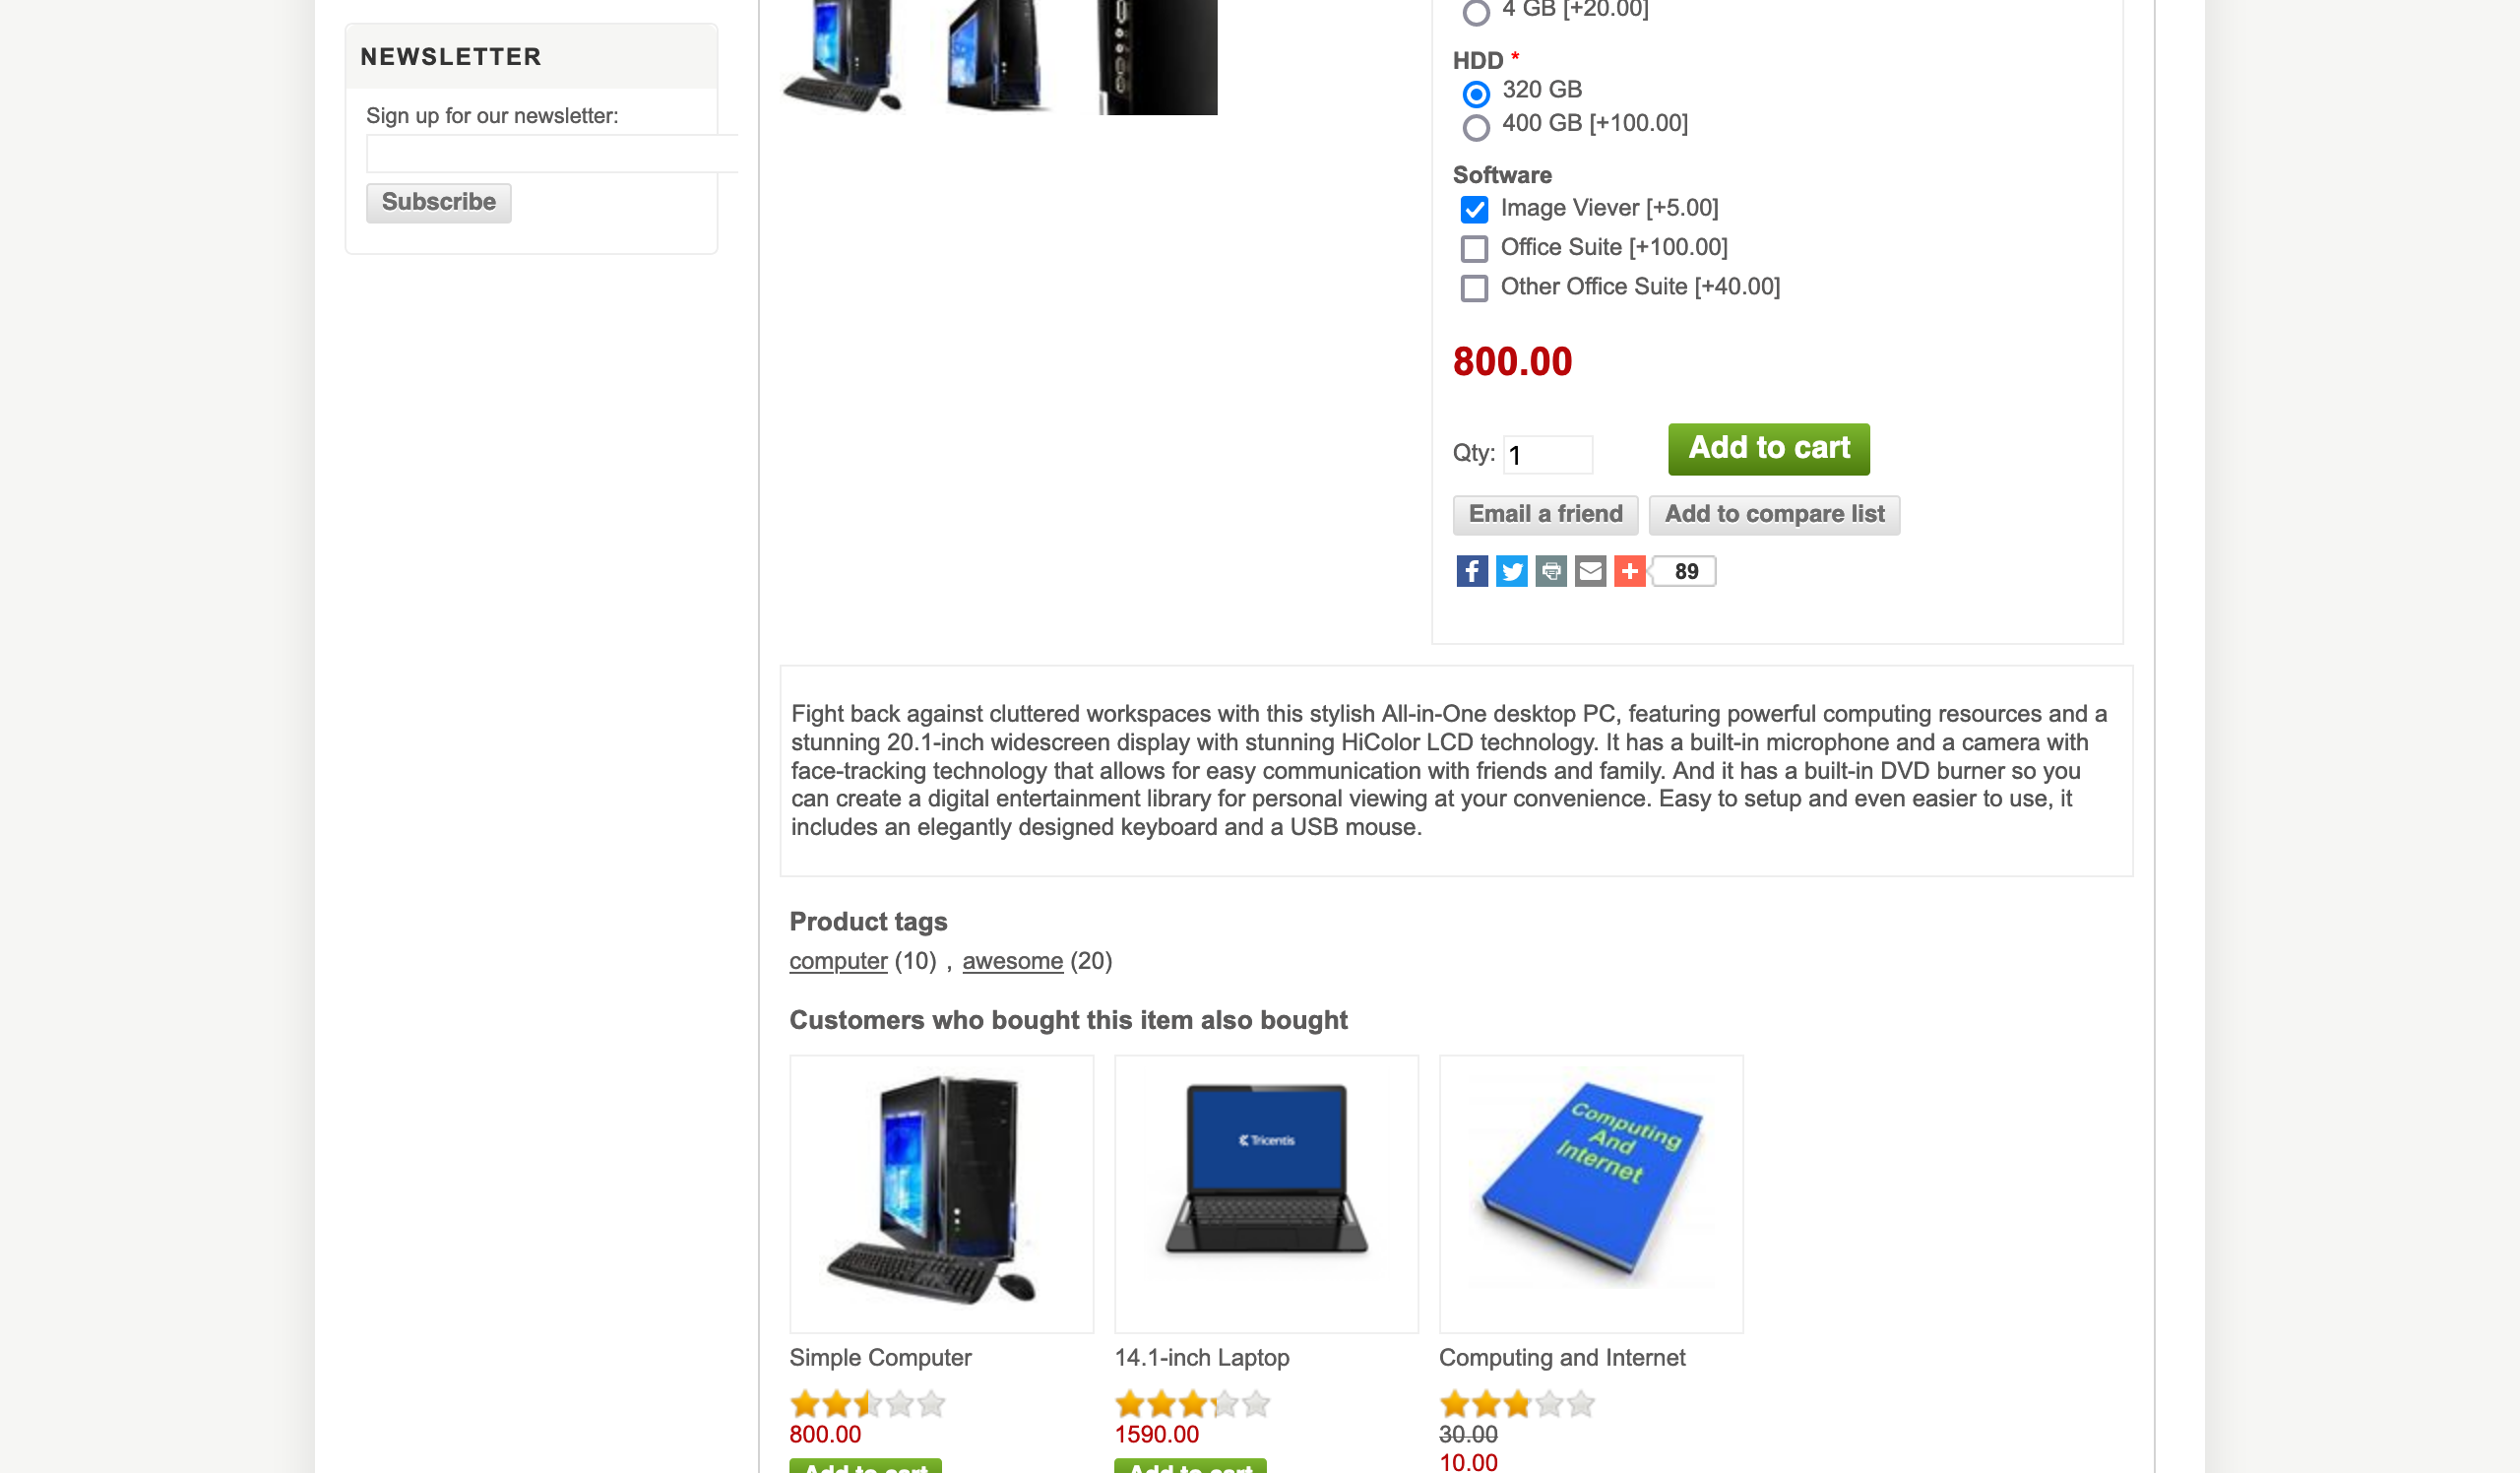 NEWSLETTER
Sign up for our newsletter:
Subscribe
4 GB [+20.00]
HDD *
320 GB
400 GB [+100.00]
Software
Image Viever [+5.00]
Office Suite [+100.00]
Other Office Suite [+40.00]
800.00
Qty: 1
Add to cart
Email a friend Add to compare list
89
Fight back against cluttered workspaces with this stylish All-in-One desktop PC, featuring powerful computing resources and a
stunning 20.1-inch widescreen display with stunning HiColor LCD technology. It has a built-in microphone and a camera with
face-tracking technology that allows for easy communication with friends and family. And it has a built-in DVD burner so you
can create a digital entertainment library for personal viewing at your convenience. Easy to setup and even easier to use, it
includes an elegantly designed keyboard and a USB mouse.
Product tags
computer (10) , awesome (20)
Customers who bought this item also bought
Tricentis
Computing
And
Internet
Simple Computer
14.1-inch Laptop
Computing and Internet
800.00
1590.00
30.00
10.00
Add to cart
Add to cart